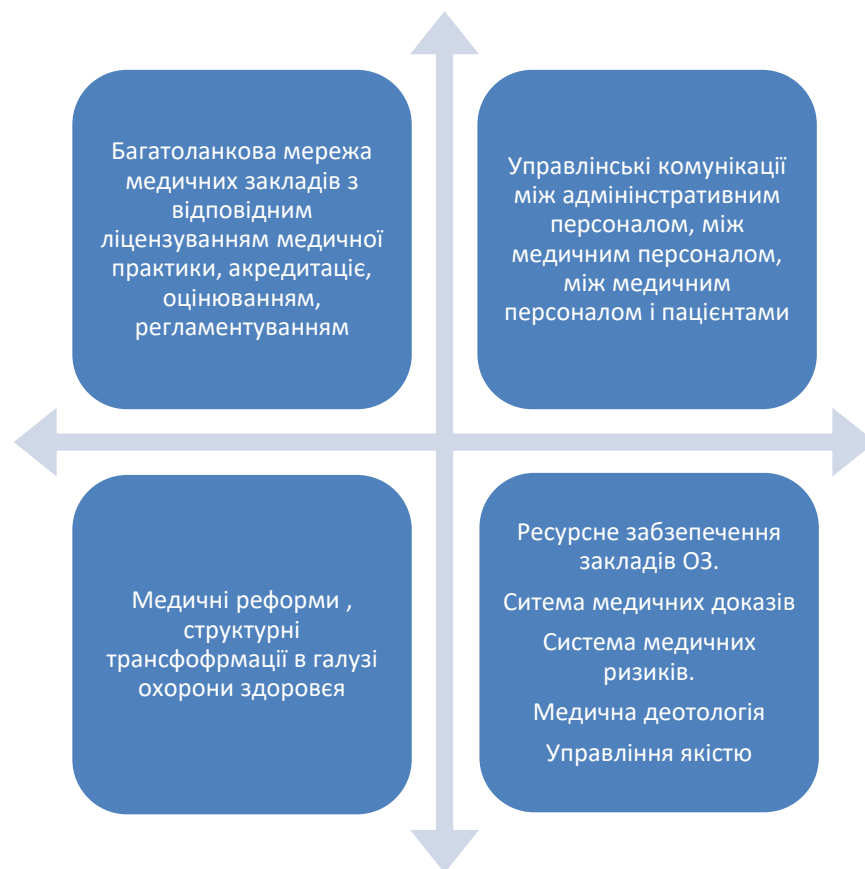 Багатоланкова мережа
медичних закладів з
відповідним
ліцензуванням медичної
практики, акредитаціє,
оцінюванням,
регламентуванням
Управлінські комунікації
між адмінінстративним
персоналом, між
медичним персоналом,
між медичним
персоналом і пацієнтами
Медичні реформи ,
структурні
трансфофрмації в галузі
охорони здоровєя
Ресурсне забзепечення
закладів ОЗ.
Ситема медичних доказів
Система медичних
ризиків.
Медична деотологія
Управління якістю